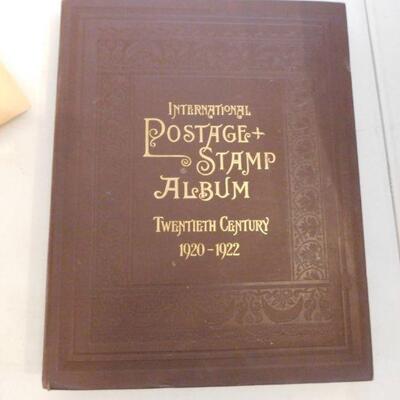 International
Postage +
Stamp
Album
Twentieth Century
1920-1922